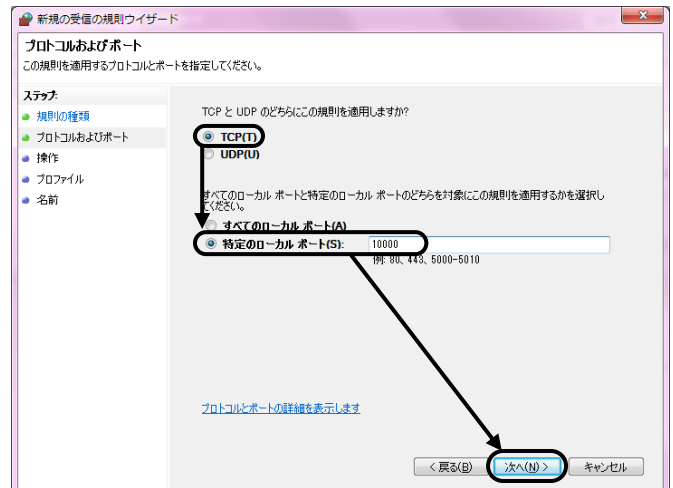 新規の受信の規則ウィザード
プロトコルおよびポート
この規則を適用するプロトコルとポートを指定してください。
ステップ:
規則の種類
プロトコルおよびポート
操作
プロファイル
名前
TCP と UDP のどちらにこの規則を適用しますか?
TCP(T)
UDP(U)
すべてのローカル ポートと特定のローカル ポートのどちらを対象にこの規則を適用するかを選択し
てください。
すべてのローカル ポート(A)
特定のローカル ポート(S): 10000
例: 80、443、5000-5010
プロトコルとポートの詳細を表示します
< 戻る(B) 次へ(N) > キャンセル